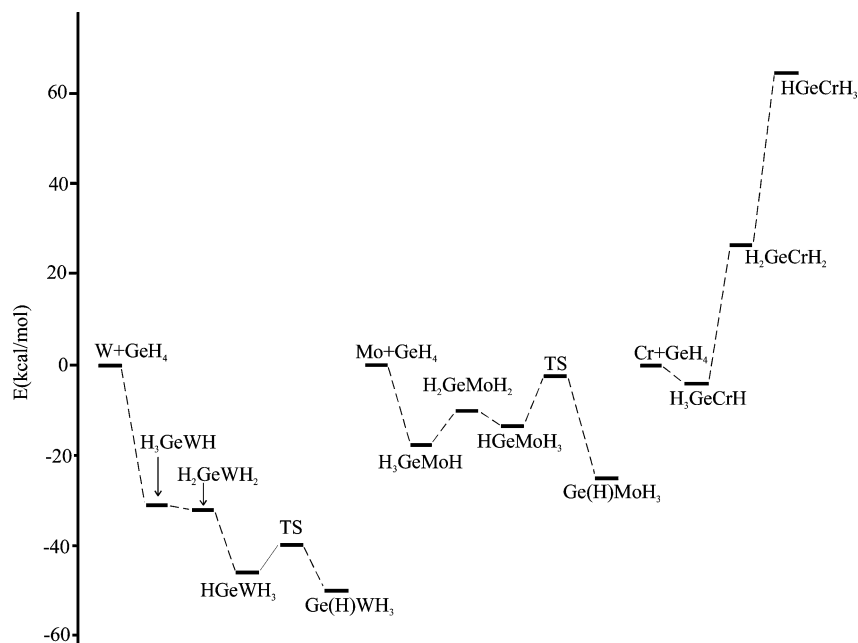 E(kcal/mol)
60
40
20
0
-20
-40
-60
W+GeH₄
H₃GeWH
H₂GeWH₂
HGeWH₃
TS
Ge(H)WH₃
Mo+GeH₄
H₃GeMoH
H₂GeMoH₂
HGeMoH₃
TS
Ge(H)MoH₃
Cr+GeH₄
H₃GeCrH
H₂GeCrH₂
HGeCrH₃